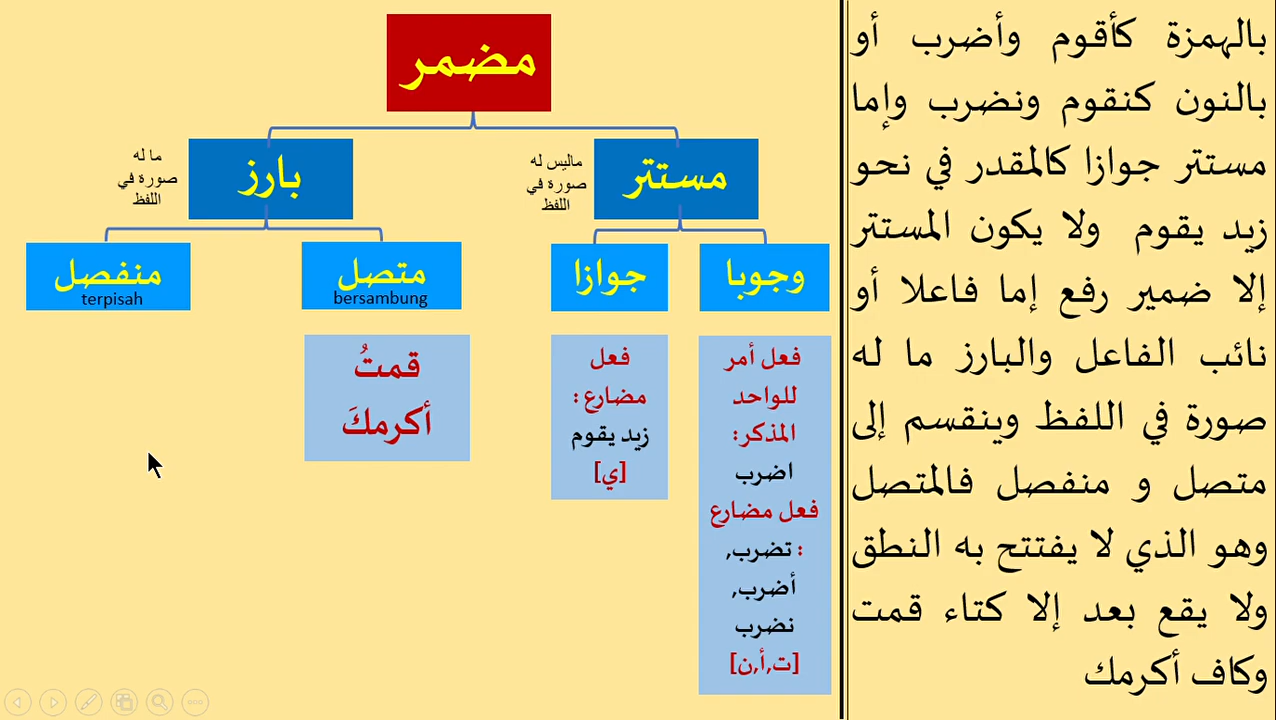 مضمر
مستتر
ماليس له
صورة في
اللفظ
بارز
ما له
صورة في
اللفظ
وجوبا
جوازا
متصل
bersambung
منفصل
terpisah
فعل أمر
للواحد
المذكر:
اضرب
فعل مضارع
: تضرب,
أضرب,
نضرب
[ت,أ,ن]
فعل
مضارع:
زيد يقوم
[ي]
قمتُ
أكرمكَ
بالهمزة كأقوم وأضرب أو
بالنون كنقوم ونضرب وإما
مستتر جوازا كالمقدر في نحو
زيد يقوم ولا يكون المستتر
إلا ضمير رفع إما فاعلا أو
نائب الفاعل والبارز ما له
صورة في اللفظ وينقسم إلى
متصل و منفصل فالمتصل
وهو الذي لا يفتتح به النطق
ولا يقع بعد إلا كتاء قمت
وكاف أكرمك